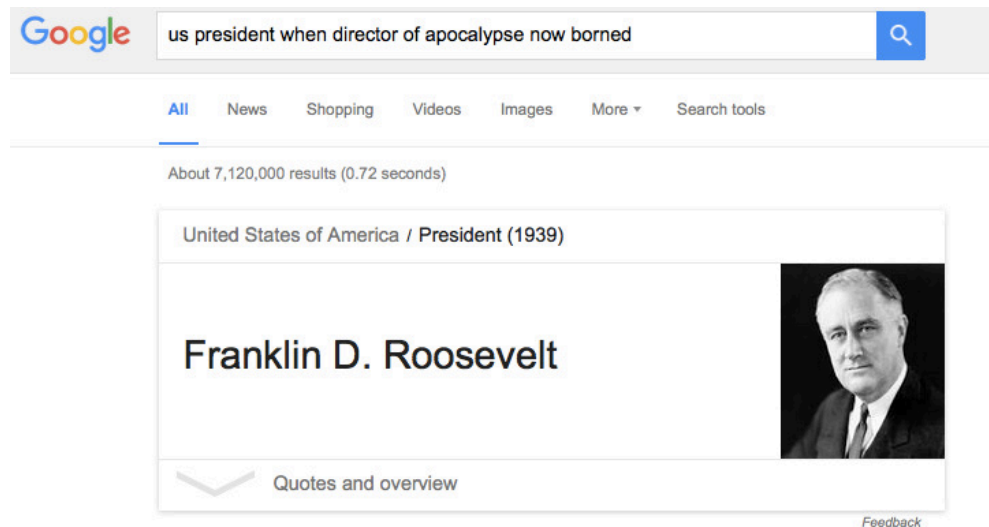 Google us president when director of apocalypse now borned
All News Shopping Videos Images More Search tools
About 7,120,000 results (0.72 seconds)
United States of America / President (1939)
Franklin D. Roosevelt
Quotes and overview
Feedback